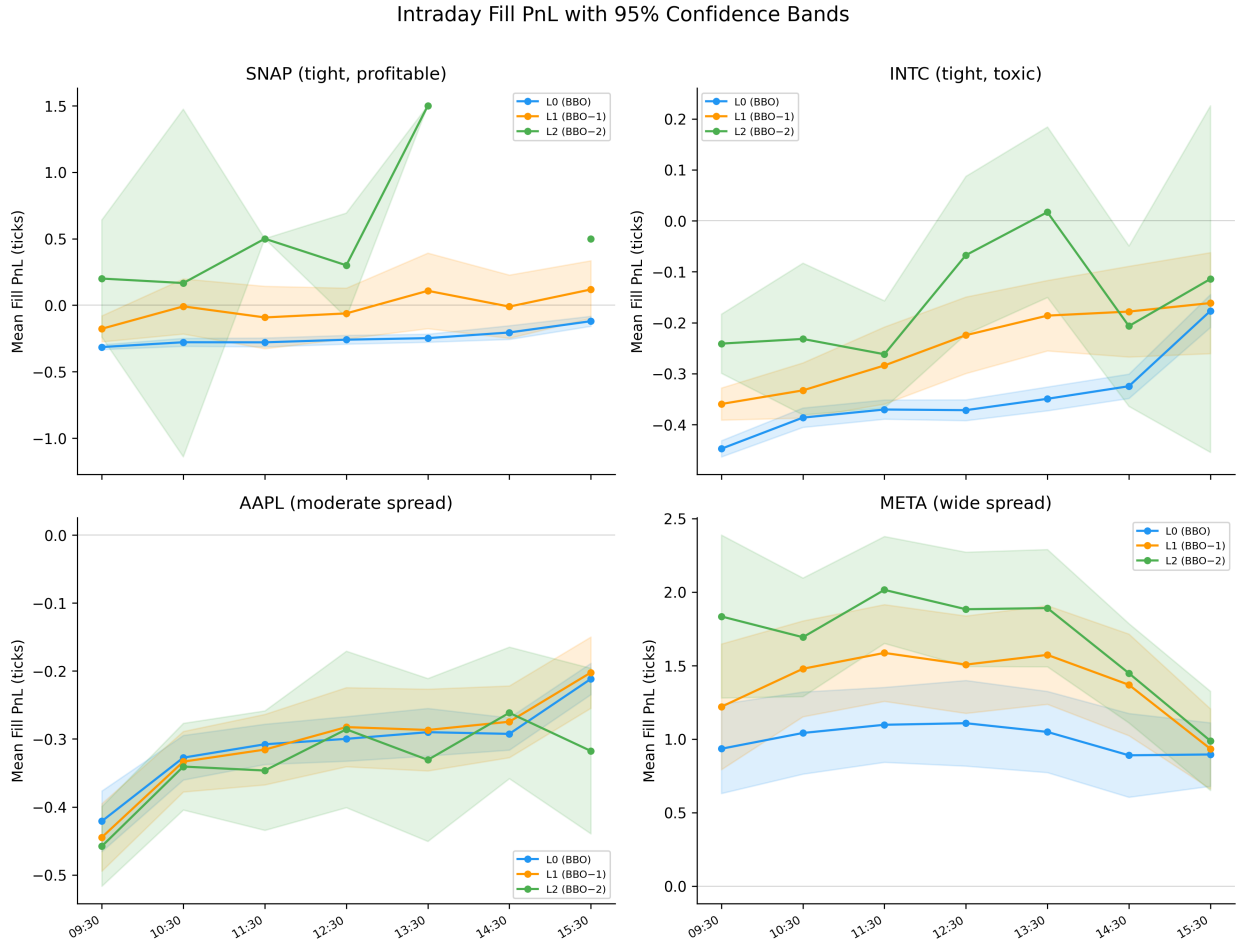 Intraday Fill PnL with 95% Confidence Bands
SNAP (tight, profitable)
Mean Fill PnL (ticks)
1.5
1.0
0.5
0.0
−0.5
−1.0
L0 (BBO)
L1 (BBO−1)
L2 (BBO−2)
INTC (tight, toxic)
Mean Fill PnL (ticks)
0.2
0.1
0.0
−0.1
−0.2
−0.3
−0.4
L0 (BBO)
L1 (BBO−1)
L2 (BBO−2)
AAPL (moderate spread)
Mean Fill PnL (ticks)
0.0
−0.1
−0.2
−0.3
−0.4
−0.5
L0 (BBO)
L1 (BBO−1)
L2 (BBO−2)
09:30 10:30 11:30 12:30 13:30 14:30 15:30
META (wide spread)
Mean Fill PnL (ticks)
2.5
2.0
1.5
1.0
0.5
0.0
L0 (BBO)
L1 (BBO−1)
L2 (BBO−2)
09:30 10:30 11:30 12:30 13:30 14:30 15:30